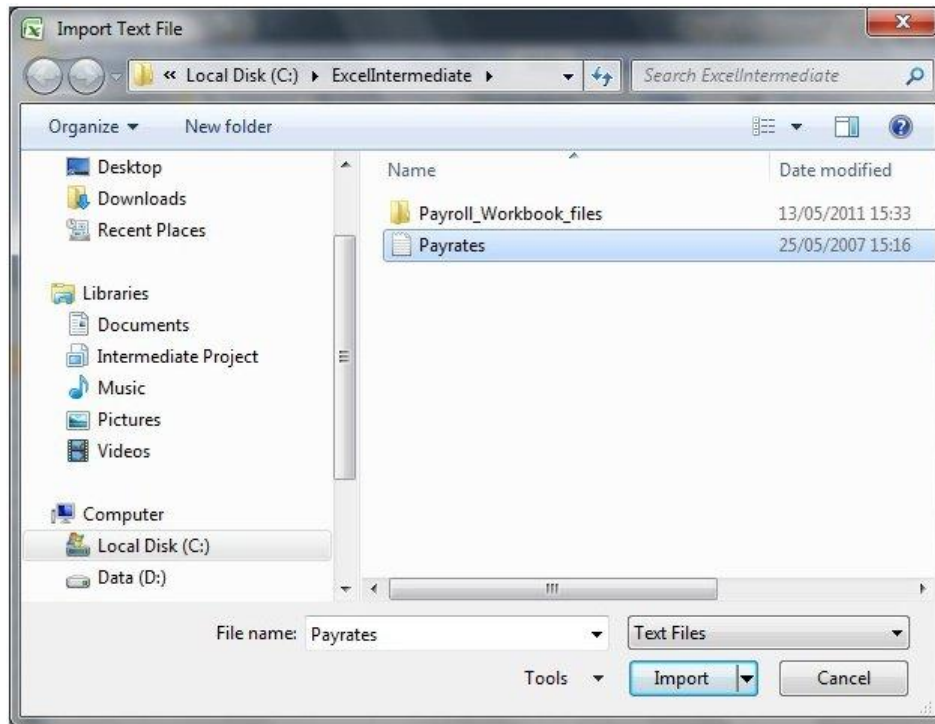 Import Text File
« Local Disk (C:) ▸ ExcelIntermediate ▸
Search ExcelIntermediate
Organize
New folder
Desktop
Downloads
Recent Places
Libraries
Documents
Intermediate Project
Music
Pictures
Videos
Computer
Local Disk (C:)
Data (D:)
Name Date modified
Payroll_Workbook_files 13/05/2011 15:33
Payrates 25/05/2007 15:16
File name: Payrates Text Files
Tools Import Cancel